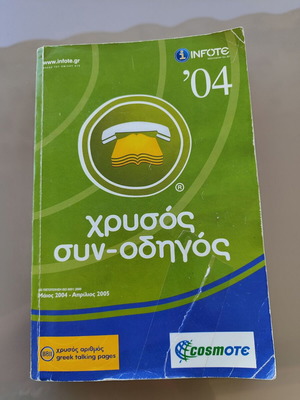 www.infote.gr
i INFOTE
'04
®
χρυσός
συν-οδηγός
Μάιος 2004 - Απρίλιος 2005
χρυσός αριθμός
greek talking pages
COSMOTE